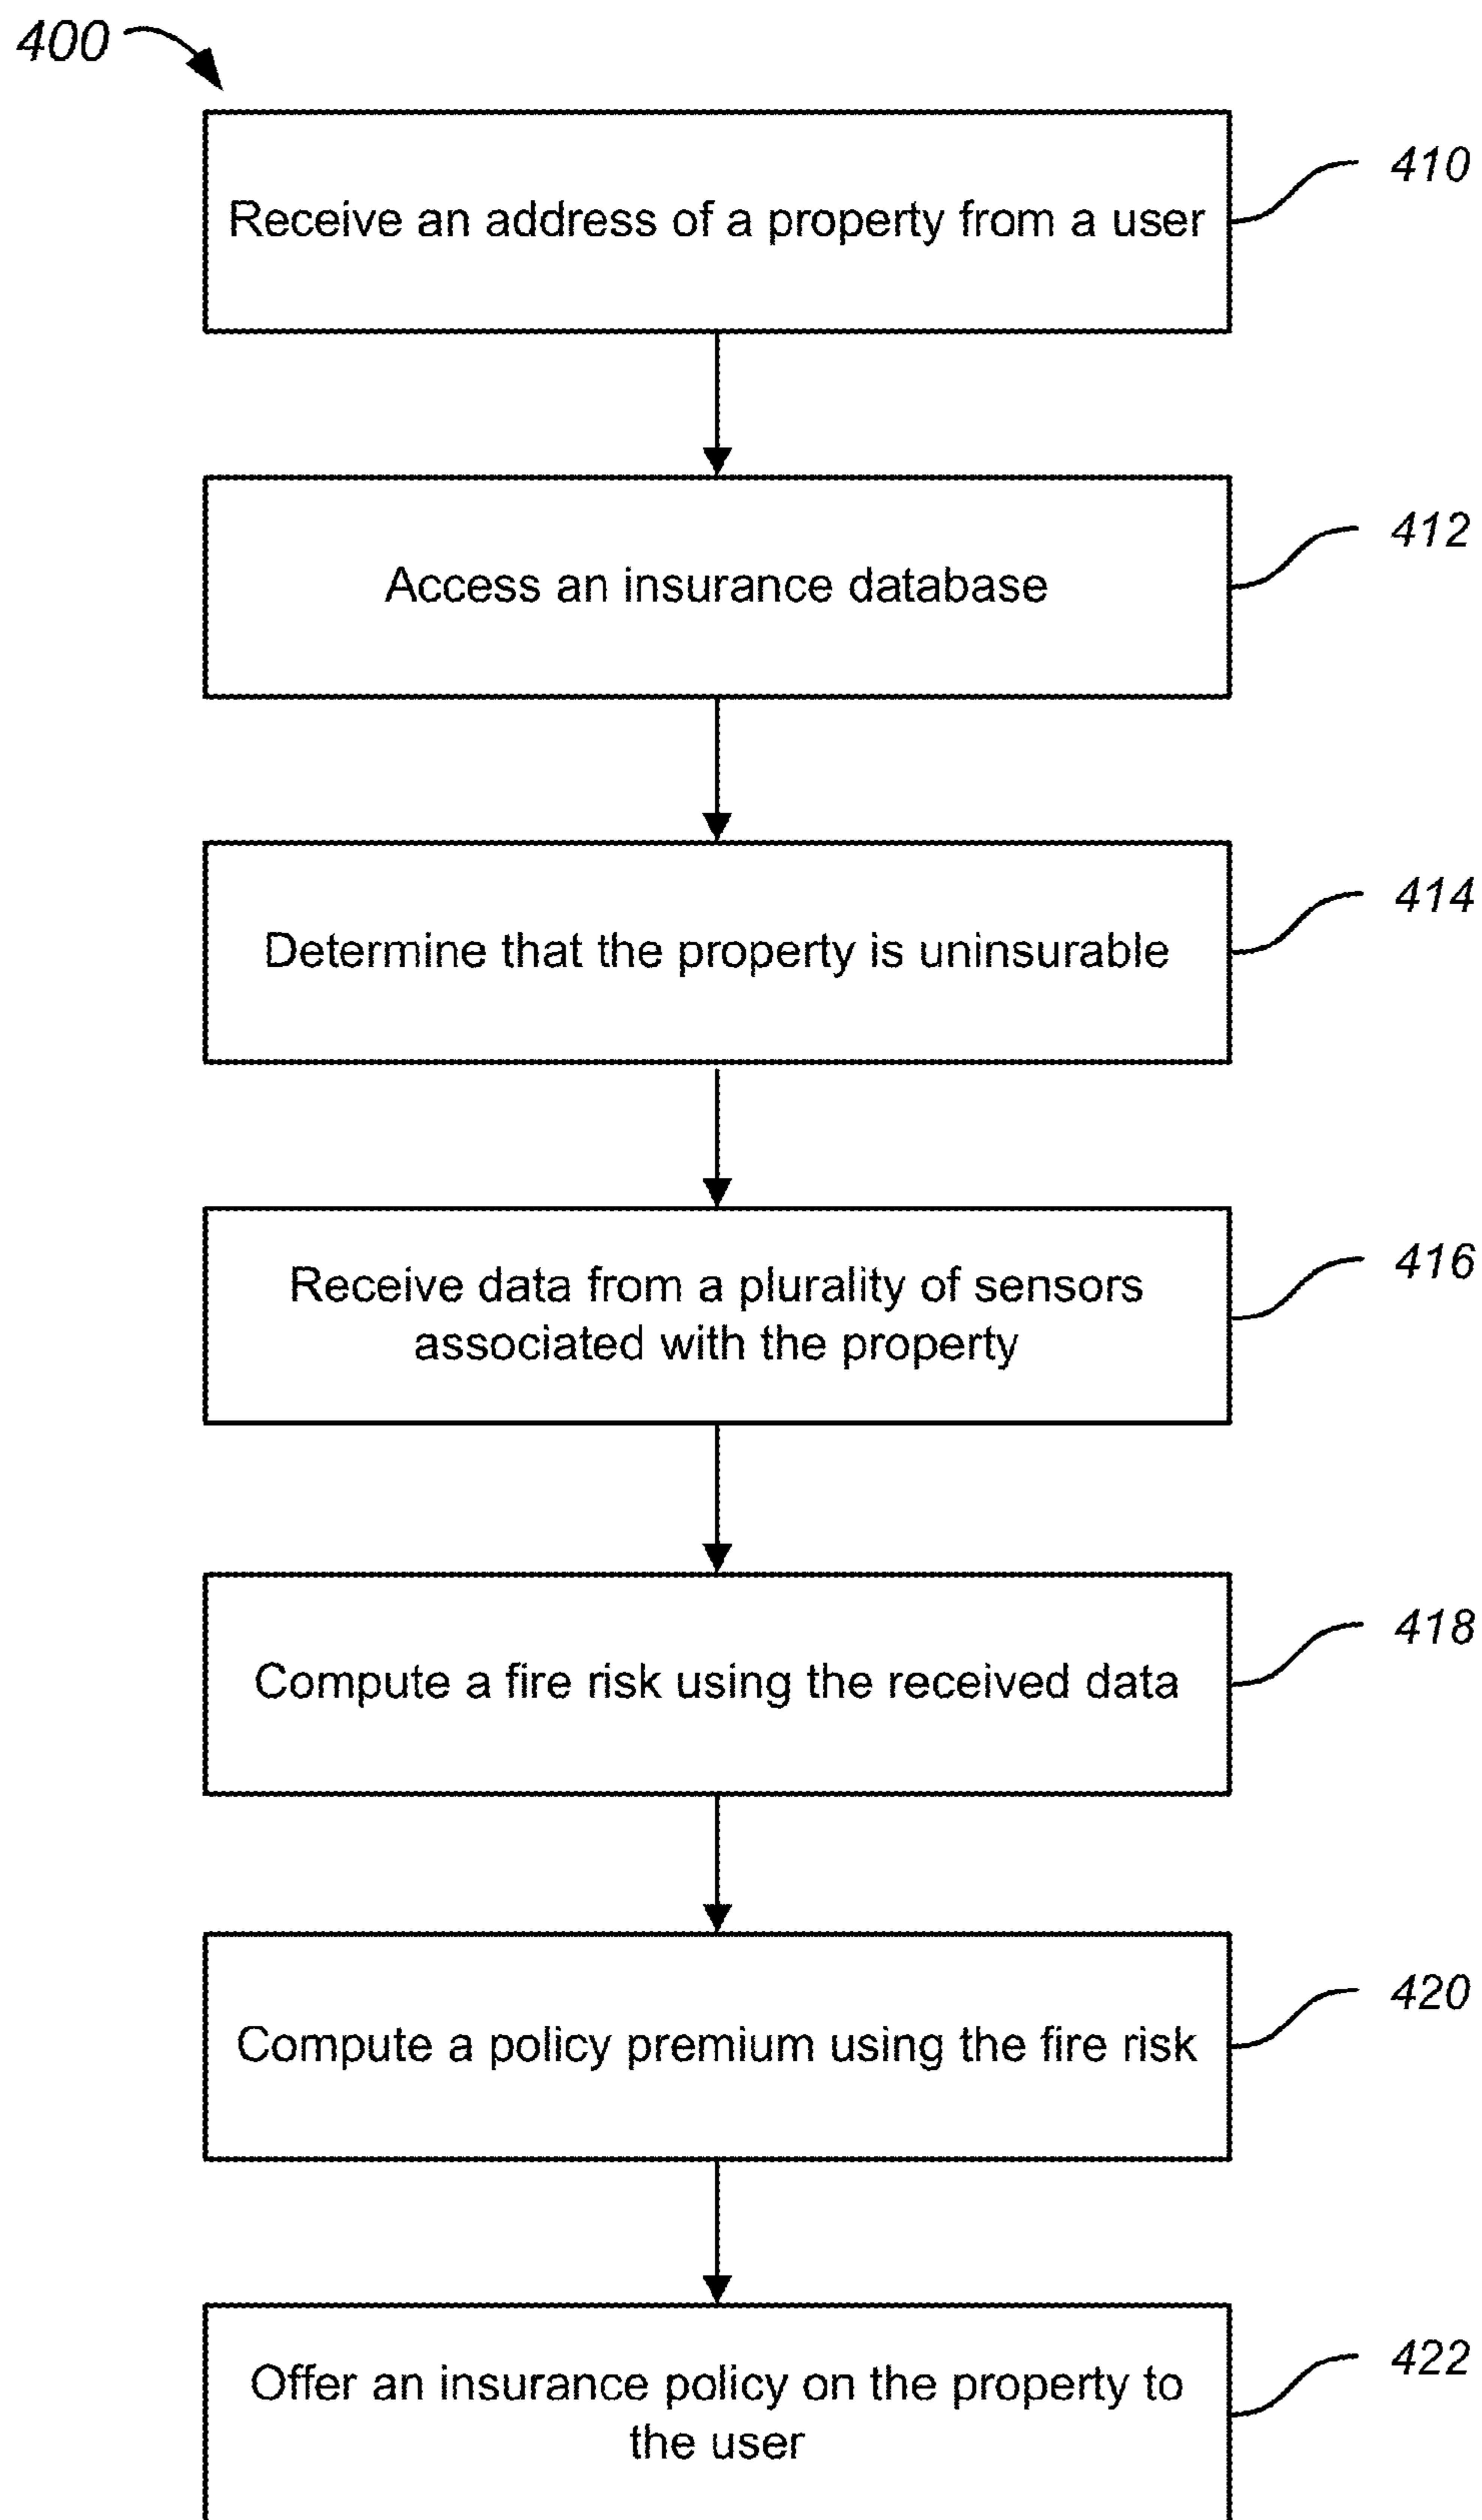 400
Receive an address of a property from a user
410
Access an insurance database
412
Determine that the property is uninsurable
414
Receive data from a plurality of sensors
associated with the property
416
Compute a fire risk using the received data
418
Compute a policy premium using the fire risk
420
Offer an insurance policy on the property to
the user
422